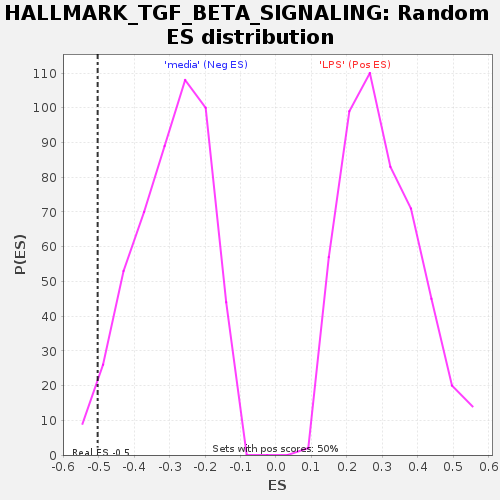 HALLMARK_TGF_BETA_SIGNALING: Random
ES distribution
'media' (Neg ES)
'LPS' (Pos ES)
110
100
90
80
70
60
50
40
30
20
10
0
P(ES)
Real ES -0.5
Sets with pos scores: 50%
-0.6 -0.5 -0.4 -0.3 -0.2 -0.1 0.0 0.1 0.2 0.3 0.4 0.5 0.6
ES